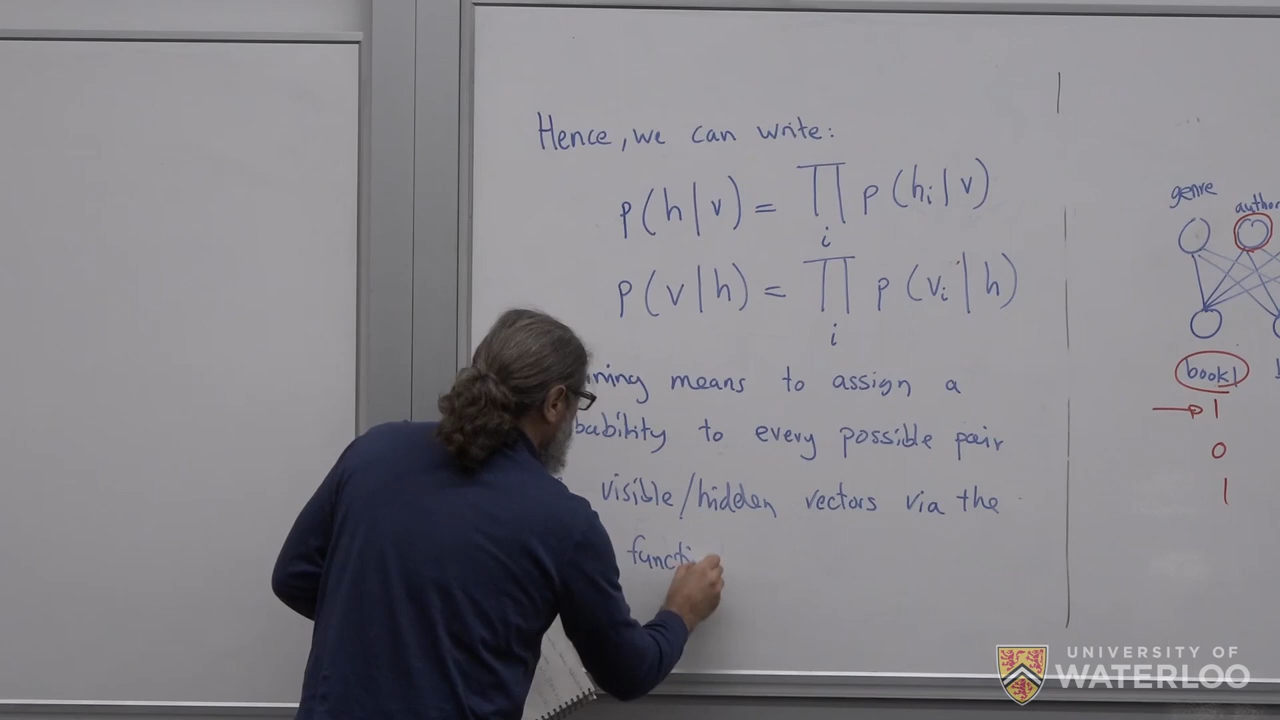 Hence, we can write:
p(h|v) = ∏ p(hᵢ|v)
i
p(v|h) = ∏ p(vᵢ|h)
i
means to assign a
to every possible pair
visible/hidden vectors via the
genre
author
book1
1
0
1
UNIVERSITY OF
WATERLOO